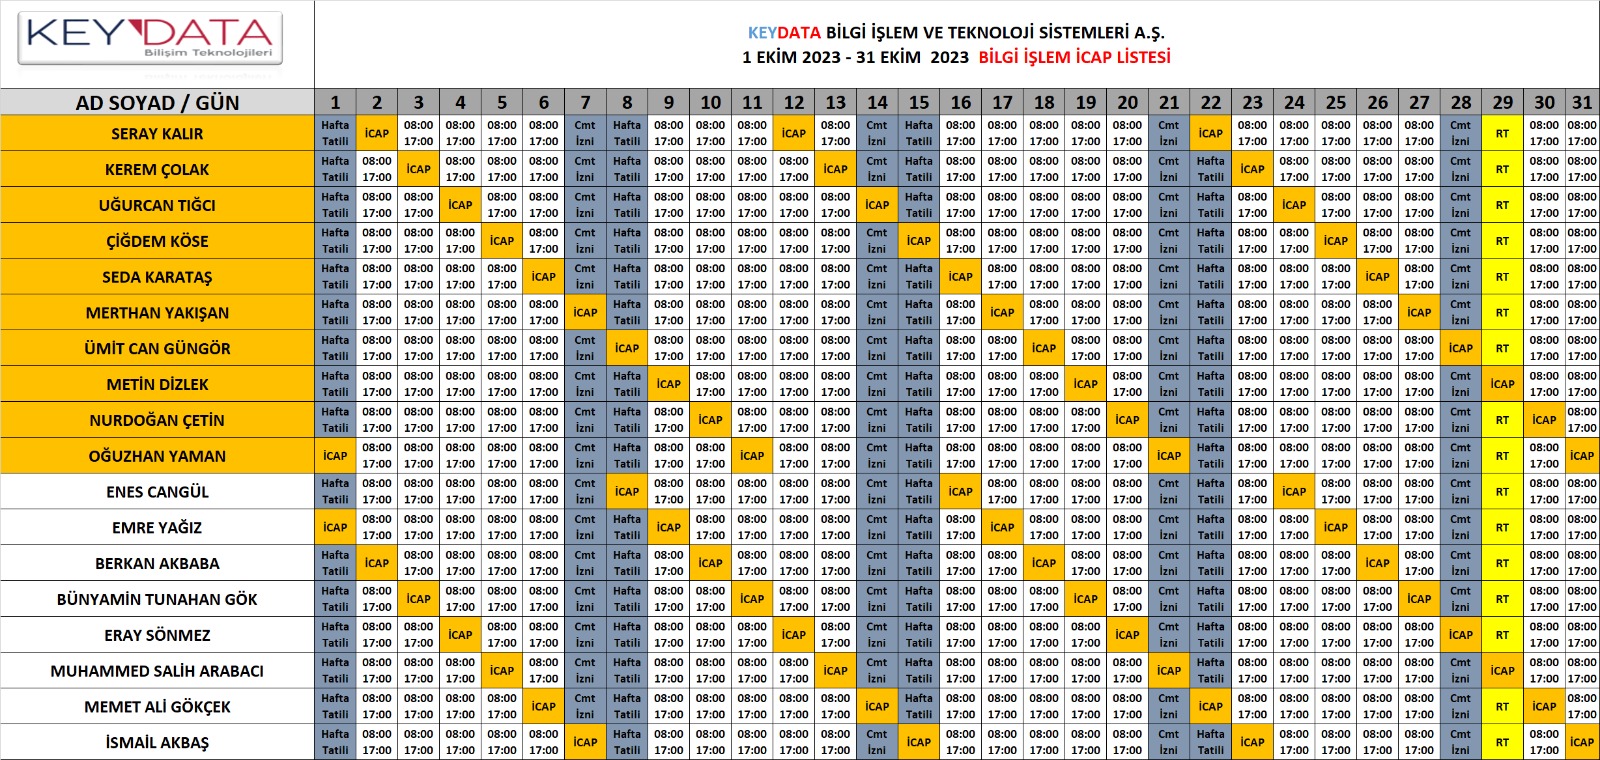 KEYDATA
Bilişim Teknolojileri
KEYDATA BİLGİ İŞLEM VE TEKNOLOJİ SİSTEMLERİ A.Ş.
1 EKİM 2023 - 31 EKİM 2023 BİLGİ İŞLEM İCAP LİSTESİ
AD SOYAD / GÜN 1 2 3 4 5 6 7 8 9 10 11 12 13 14 15 16 17 18 19 20 21 22 23 24 25 26 27 28 29 30 31
SERAY KALIR Hafta Tatili İCAP 08:00 17:00 08:00 17:00 08:00 17:00 08:00 17:00 Cmt İzni Hafta Tatili 08:00 17:00 08:00 17:00 08:00 17:00 İCAP 08:00 17:00 Cmt İzni Hafta Tatili 08:00 17:00 08:00 17:00 08:00 17:00 08:00 17:00 08:00 17:00 Cmt İzni İCAP 08:00 17:00 08:00 17:00 08:00 17:00 08:00 17:00 08:00 17:00 Cmt İzni RT 08:00 17:00 08:00 17:00
KEREM ÇOLAK Hafta Tatili 08:00 17:00 İCAP 08:00 17:00 08:00 17:00 08:00 17:00 Cmt İzni Hafta Tatili 08:00 17:00 08:00 17:00 08:00 17:00 08:00 17:00 İCAP Cmt İzni Hafta Tatili 08:00 17:00 08:00 17:00 08:00 17:00 08:00 17:00 08:00 17:00 Cmt İzni Hafta Tatili İCAP 08:00 17:00 08:00 17:00 08:00 17:00 08:00 17:00 Cmt İzni RT 08:00 17:00 08:00 17:00
UĞURCAN TIĞCI Hafta Tatili 08:00 17:00 08:00 17:00 İCAP 08:00 17:00 08:00 17:00 Cmt İzni Hafta Tatili 08:00 17:00 08:00 17:00 08:00 17:00 08:00 17:00 08:00 17:00 İCAP Hafta Tatili 08:00 17:00 08:00 17:00 08:00 17:00 08:00 17:00 08:00 17:00 Cmt İzni Hafta Tatili 08:00 17:00 İCAP 08:00 17:00 08:00 17:00 08:00 17:00 Cmt İzni RT 08:00 17:00 08:00 17:00
ÇİĞDEM KÖSE Hafta Tatili 08:00 17:00 08:00 17:00 08:00 17:00 İCAP 08:00 17:00 Cmt İzni Hafta Tatili 08:00 17:00 08:00 17:00 08:00 17:00 08:00 17:00 08:00 17:00 Cmt İzni İCAP 08:00 17:00 08:00 17:00 08:00 17:00 08:00 17:00 08:00 17:00 Cmt İzni Hafta Tatili 08:00 17:00 08:00 17:00 İCAP 08:00 17:00 08:00 17:00 Cmt İzni RT 08:00 17:00 08:00 17:00
SEDA KARATAŞ Hafta Tatili 08:00 17:00 08:00 17:00 08:00 17:00 08:00 17:00 İCAP Cmt İzni Hafta Tatili 08:00 17:00 08:00 17:00 08:00 17:00 08:00 17:00 08:00 17:00 Cmt İzni Hafta Tatili İCAP 08:00 17:00 08:00 17:00 08:00 17:00 08:00 17:00 Cmt İzni Hafta Tatili 08:00 17:00 08:00 17:00 08:00 17:00 İCAP 08:00 17:00 Cmt İzni RT 08:00 17:00 08:00 17:00
MERTHAN YAKIŞAN Hafta Tatili 08:00 17:00 08:00 17:00 08:00 17:00 08:00 17:00 08:00 17:00 İCAP Hafta Tatili 08:00 17:00 08:00 17:00 08:00 17:00 08:00 17:00 08:00 17:00 Cmt İzni Hafta Tatili 08:00 17:00 İCAP 08:00 17:00 08:00 17:00 08:00 17:00 Cmt İzni Hafta Tatili 08:00 17:00 08:00 17:00 08:00 17:00 08:00 17:00 İCAP Cmt İzni RT 08:00 17:00 08:00 17:00
ÜMİT CAN GÜNGÖR Hafta Tatili 08:00 17:00 08:00 17:00 08:00 17:00 08:00 17:00 08:00 17:00 Cmt İzni İCAP 08:00 17:00 08:00 17:00 08:00 17:00 08:00 17:00 08:00 17:00 Cmt İzni Hafta Tatili 08:00 17:00 08:00 17:00 İCAP 08:00 17:00 08:00 17:00 Cmt İzni Hafta Tatili 08:00 17:00 08:00 17:00 08:00 17:00 08:00 17:00 08:00 17:00 İCAP RT 08:00 17:00 08:00 17:00
METİN DİZLEK Hafta Tatili 08:00 17:00 08:00 17:00 08:00 17:00 08:00 17:00 08:00 17:00 Cmt İzni Hafta Tatili İCAP 08:00 17:00 08:00 17:00 08:00 17:00 08:00 17:00 Cmt İzni Hafta Tatili 08:00 17:00 08:00 17:00 08:00 17:00 İCAP 08:00 17:00 Cmt İzni Hafta Tatili 08:00 17:00 08:00 17:00 08:00 17:00 08:00 17:00 08:00 17:00 Cmt İzni İCAP 08:00 17:00 08:00 17:00
NURDOĞAN ÇETİN Hafta Tatili 08:00 17:00 08:00 17:00 08:00 17:00 08:00 17:00 08:00 17:00 Cmt İzni Hafta Tatili 08:00 17:00 İCAP 08:00 17:00 08:00 17:00 08:00 17:00 Cmt İzni Hafta Tatili 08:00 17:00 08:00 17:00 08:00 17:00 08:00 17:00 İCAP Cmt İzni Hafta Tatili 08:00 17:00 08:00 17:00 08:00 17:00 08:00 17:00 08:00 17:00 Cmt İzni RT İCAP 08:00 17:00
OĞUZHAN YAMAN İCAP 08:00 17:00 08:00 17:00 08:00 17:00 08:00 17:00 08:00 17:00 Cmt İzni Hafta Tatili 08:00 17:00 08:00 17:00 İCAP 08:00 17:00 08:00 17:00 Cmt İzni Hafta Tatili 08:00 17:00 08:00 17:00 08:00 17:00 08:00 17:00 08:00 17:00 İCAP Hafta Tatili 08:00 17:00 08:00 17:00 08:00 17:00 08:00 17:00 08:00 17:00 Cmt İzni RT 08:00 17:00 İCAP
ENES CANGÜL Hafta Tatili 08:00 17:00 08:00 17:00 08:00 17:00 08:00 17:00 08:00 17:00 Cmt İzni İCAP 08:00 17:00 08:00 17:00 08:00 17:00 08:00 17:00 08:00 17:00 Cmt İzni Hafta Tatili İCAP 08:00 17:00 08:00 17:00 08:00 17:00 08:00 17:00 Cmt İzni Hafta Tatili 08:00 17:00 İCAP 08:00 17:00 08:00 17:00 08:00 17:00 Cmt İzni RT 08:00 17:00 08:00 17:00
EMRE YAĞIZ İCAP 08:00 17:00 08:00 17:00 08:00 17:00 08:00 17:00 08:00 17:00 Cmt İzni Hafta Tatili İCAP 08:00 17:00 08:00 17:00 08:00 17:00 08:00 17:00 Cmt İzni Hafta Tatili 08:00 17:00 İCAP 08:00 17:00 08:00 17:00 08:00 17:00 Cmt İzni Hafta Tatili 08:00 17:00 08:00 17:00 İCAP 08:00 17:00 08:00 17:00 Cmt İzni RT 08:00 17:00 08:00 17:00
BERKAN AKBABA Hafta Tatili İCAP 08:00 17:00 08:00 17:00 08:00 17:00 08:00 17:00 Cmt İzni Hafta Tatili 08:00 17:00 İCAP 08:00 17:00 08:00 17:00 08:00 17:00 Cmt İzni Hafta Tatili 08:00 17:00 08:00 17:00 İCAP 08:00 17:00 08:00 17:00 Cmt İzni Hafta Tatili 08:00 17:00 08:00 17:00 08:00 17:00 İCAP 08:00 17:00 Cmt İzni RT 08:00 17:00 08:00 17:00
BÜNYAMİN TUNAHAN GÖK Hafta Tatili 08:00 17:00 İCAP 08:00 17:00 08:00 17:00 08:00 17:00 Cmt İzni Hafta Tatili 08:00 17:00 08:00 17:00 İCAP 08:00 17:00 08:00 17:00 Cmt İzni Hafta Tatili 08:00 17:00 08:00 17:00 08:00 17:00 İCAP 08:00 17:00 Cmt İzni Hafta Tatili 08:00 17:00 08:00 17:00 08:00 17:00 08:00 17:00 İCAP Cmt İzni RT 08:00 17:00 08:00 17:00
ERAY SÖNMEZ Hafta Tatili 08:00 17:00 08:00 17:00 İCAP 08:00 17:00 08:00 17:00 Cmt İzni Hafta Tatili 08:00 17:00 08:00 17:00 08:00 17:00 İCAP 08:00 17:00 Cmt İzni Hafta Tatili 08:00 17:00 08:00 17:00 08:00 17:00 08:00 17:00 İCAP Cmt İzni Hafta Tatili 08:00 17:00 08:00 17:00 08:00 17:00 08:00 17:00 08:00 17:00 İCAP RT 08:00 17:00 08:00 17:00
MUHAMMED SALİH ARABACI Hafta Tatili 08:00 17:00 08:00 17:00 08:00 17:00 İCAP 08:00 17:00 Cmt İzni Hafta Tatili 08:00 17:00 08:00 17:00 08:00 17:00 08:00 17:00 İCAP Cmt İzni Hafta Tatili 08:00 17:00 08:00 17:00 08:00 17:00 08:00 17:00 08:00 17:00 İCAP Hafta Tatili 08:00 17:00 08:00 17:00 08:00 17:00 08:00 17:00 08:00 17:00 Cmt İzni İCAP 08:00 17:00 08:00 17:00
MEMET ALİ GÖKÇEK Hafta Tatili 08:00 17:00 08:00 17:00 08:00 17:00 08:00 17:00 İCAP Cmt İzni Hafta Tatili 08:00 17:00 08:00 17:00 08:00 17:00 08:00 17:00 08:00 17:00 İCAP Hafta Tatili 08:00 17:00 08:00 17:00 08:00 17:00 08:00 17:00 08:00 17:00 Cmt İzni İCAP 08:00 17:00 08:00 17:00 08:00 17:00 08:00 17:00 08:00 17:00 Cmt İzni RT İCAP 08:00 17:00
İSMAİL AKBAŞ Hafta Tatili 08:00 17:00 08:00 17:00 08:00 17:00 08:00 17:00 08:00 17:00 İCAP Hafta Tatili 08:00 17:00 08:00 17:00 08:00 17:00 08:00 17:00 08:00 17:00 Cmt İzni İCAP 08:00 17:00 08:00 17:00 08:00 17:00 08:00 17:00 08:00 17:00 Cmt İzni Hafta Tatili İCAP 08:00 17:00 08:00 17:00 08:00 17:00 08:00 17:00 Cmt İzni RT 08:00 17:00 İCAP